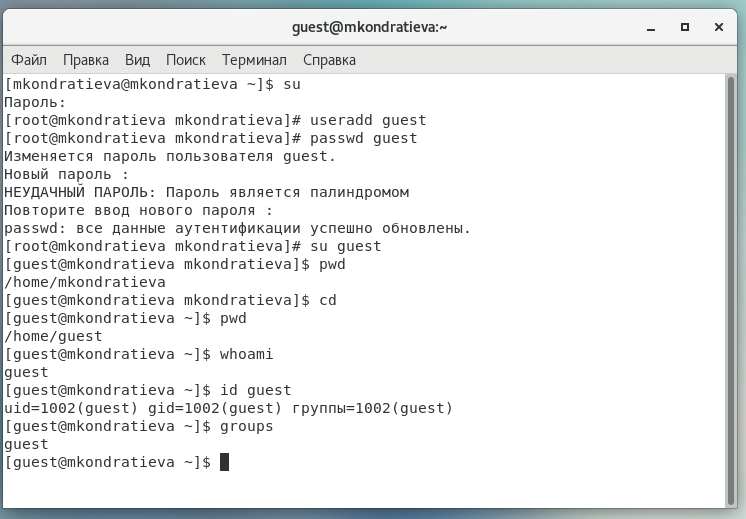 guest@mkondratieva:~
Файл Правка Вид Поиск Терминал Справка
[mkondratieva@mkondratieva ~]$ su
Пароль:
[root@mkondratieva mkondratieva]# useradd guest
[root@mkondratieva mkondratieva]# passwd guest
Изменяется пароль пользователя guest.
Новый пароль :
НЕУДАЧНЫЙ ПАРОЛЬ: Пароль является палиндромом
Повторите ввод нового пароля :
passwd: все данные аутентификации успешно обновлены.
[root@mkondratieva mkondratieva]# su guest
[guest@mkondratieva mkondratieva]$ pwd
/home/mkondratieva
[guest@mkondratieva mkondratieva]$ cd
[guest@mkondratieva ~]$ pwd
/home/guest
[guest@mkondratieva ~]$ whoami
guest
[guest@mkondratieva ~]$ id guest
uid=1002(guest) gid=1002(guest) группы=1002(guest)
[guest@mkondratieva ~]$ groups
guest
[guest@mkondratieva ~]$